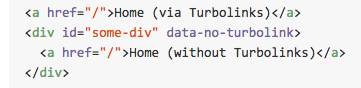 <a href="/">Home (via Turbolinks)</a>
<div id="some-div" data-no-turbolink>
  <a href="/">Home (without Turbolinks)</a>
</div>